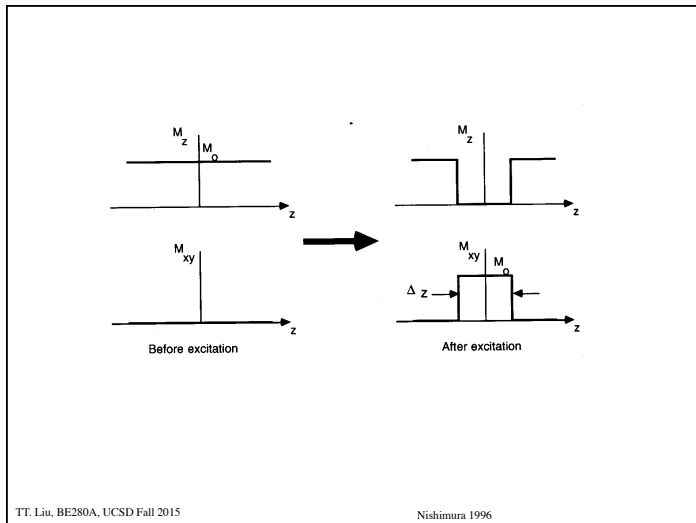 M z
M o
z
M xy
z
Before excitation
M z
z
M xy
M o
Δ z
z
After excitation
TT. Liu, BE280A, UCSD Fall 2015
Nishimura 1996